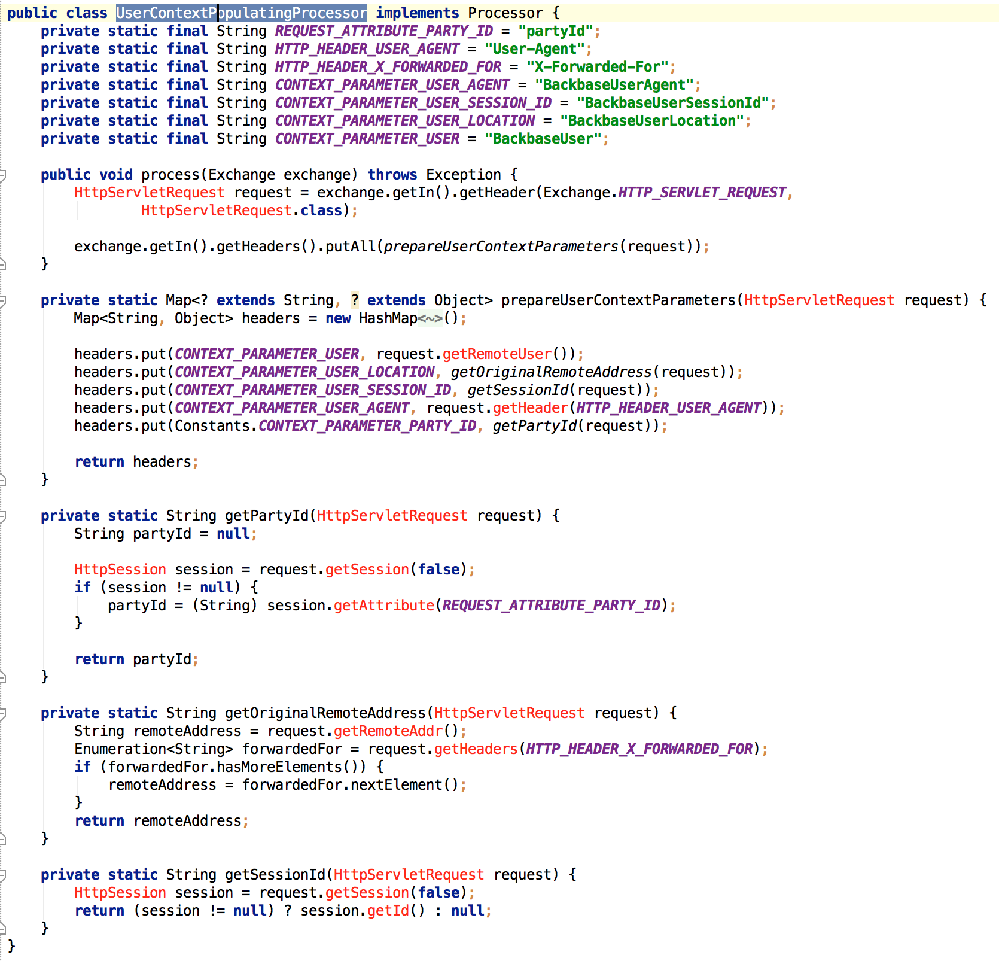 public class UserContextPopulatingProcessor implements Processor {
    private static final String REQUEST_ATTRIBUTE_PARTY_ID = "partyId";
    private static final String HTTP_HEADER_USER_AGENT = "User-Agent";
    private static final String HTTP_HEADER_X_FORWARDED_FOR = "X-Forwarded-For";
    private static final String CONTEXT_PARAMETER_USER_AGENT = "BackbaseUserAgent";
    private static final String CONTEXT_PARAMETER_USER_SESSION_ID = "BackbaseUserSessionId";
    private static final String CONTEXT_PARAMETER_USER_LOCATION = "BackbaseUserLocation";
    private static final String CONTEXT_PARAMETER_USER = "BackbaseUser";

    public void process(Exchange exchange) throws Exception {
        HttpServletRequest request = exchange.getIn().getHeader(Exchange.HTTP_SERVLET_REQUEST,
                HttpServletRequest.class);

        exchange.getIn().getHeaders().putAll(prepareUserContextParameters(request));
    }

    private static Map<? extends String, ? extends Object> prepareUserContextParameters(HttpServletRequest request) {
        Map<String, Object> headers = new HashMap<~>();

        headers.put(CONTEXT_PARAMETER_USER, request.getRemoteUser());
        headers.put(CONTEXT_PARAMETER_USER_LOCATION, getOriginalRemoteAddress(request));
        headers.put(CONTEXT_PARAMETER_USER_SESSION_ID, getSessionId(request));
        headers.put(CONTEXT_PARAMETER_USER_AGENT, request.getHeader(HTTP_HEADER_USER_AGENT));
        headers.put(Constants.CONTEXT_PARAMETER_PARTY_ID, getPartyId(request));

        return headers;
    }

    private static String getPartyId(HttpServletRequest request) {
        String partyId = null;

        HttpSession session = request.getSession(false);
        if (session != null) {
            partyId = (String) session.getAttribute(REQUEST_ATTRIBUTE_PARTY_ID);
        }

        return partyId;
    }

    private static String getOriginalRemoteAddress(HttpServletRequest request) {
        String remoteAddress = request.getRemoteAddr();
        Enumeration<String> forwardedFor = request.getHeaders(HTTP_HEADER_X_FORWARDED_FOR);
        if (forwardedFor.hasMoreElements()) {
            remoteAddress = forwardedFor.nextElement();
        }
        return remoteAddress;
    }

    private static String getSessionId(HttpServletRequest request) {
        HttpSession session = request.getSession(false);
        return (session != null) ? session.getId() : null;
    }
}